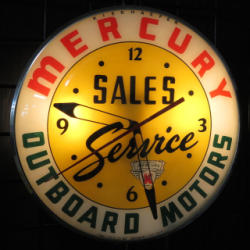 MERCURY
12
SALES
9
3
Service
6
OUTBOARD MOTORS